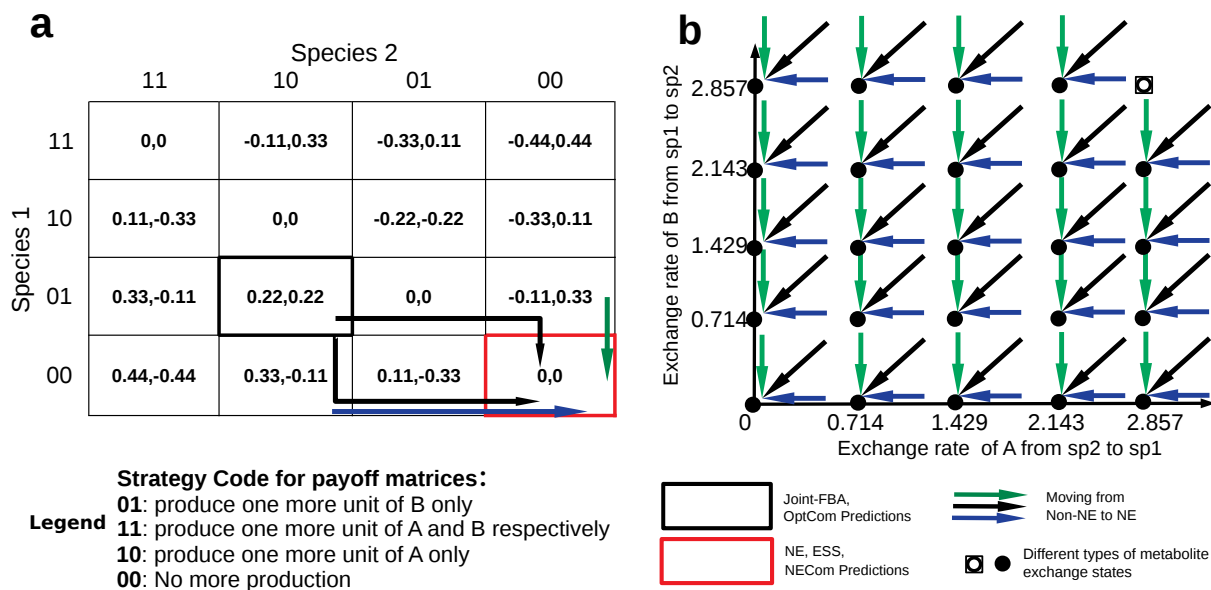 a
Species 2
11 10 01 00
Species 1
11 0,0 -0.11,0.33 -0.33,0.11 -0.44,0.44
10 0.11,-0.33 0,0 -0.22,-0.22 -0.33,0.11
01 0.33,-0.11 0.22,0.22 0,0 -0.11,0.33
00 0.44,-0.44 0.33,-0.11 0.11,-0.33 0,0
b
Exchange rate of B from sp1 to sp2
2.857
2.143
1.429
0.714
0 0.714 1.429 2.143 2.857
Exchange rate of A from sp2 to sp1
Legend
Strategy Code for payoff matrices:
01: produce one more unit of B only
11: produce one more unit of A and B respectively
10: produce one more unit of A only
00: No more production
Joint-FBA,
OptCom Predictions
NE, ESS,
NECom Predictions
Moving from
Non-NE to NE
Different types of metabolite
exchange states